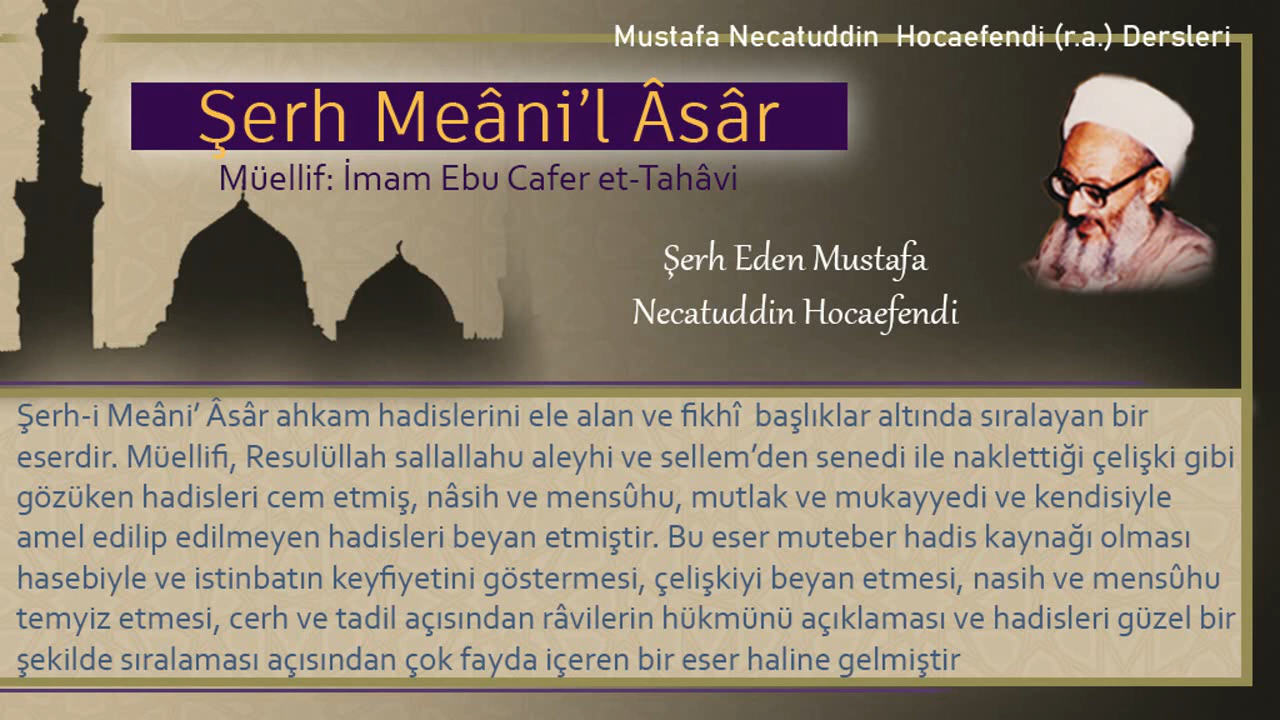 Mustafa Necatuddin Hocaefendi (r.a.) Dersleri
Şerh Meâni’l Âsâr
Müellif: İmam Ebu Cafer et-Tahâvi
Şerh Eden Mustafa
Necatuddin Hocaefendi
Şerh-i Meâni’ Âsâr ahkam hadislerini ele alan ve fikhî başlıklar altında sıralayan bir
eserdir. Müellifi, Resulüllah sallallahu aleyhi ve sellem’den senedi ile naklettiği çelişki gibi
gözüken hadisleri cem etmiş, nâsih ve mensûhu, mutlak ve mukayyedi ve kendisiyle
amel edilip edilmeyen hadisleri beyan etmiştir. Bu eser muteber hadis kaynağı olması
hasebiyle ve istinbatın keyfiyetini göstermesi, çelişkiyi beyan etmesi, nasih ve mensûhu
temyiz etmesi, cerh ve tadil açısından râvilerin hükmünü açıklaması ve hadisleri güzel bir
şekilde sıralaması açısından çok fayda içeren bir eser haline gelmiştir